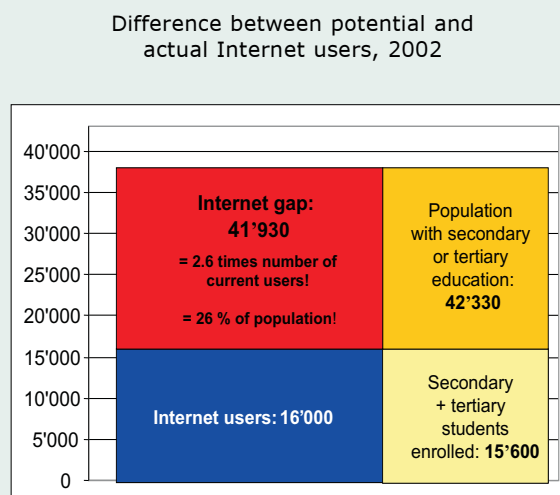 Difference between potential and
actual Internet users, 2002
40'000
35'000
30'000
25'000
20'000
15'000
10'000
5'000
0
Internet gap:
41’930
= 2.6 times number of
current users!
= 26 % of population!
Population
with secondary
or tertiary
education:
42’330
Internet users: 16’000
Secondary
+ tertiary
students
enrolled: 15’600